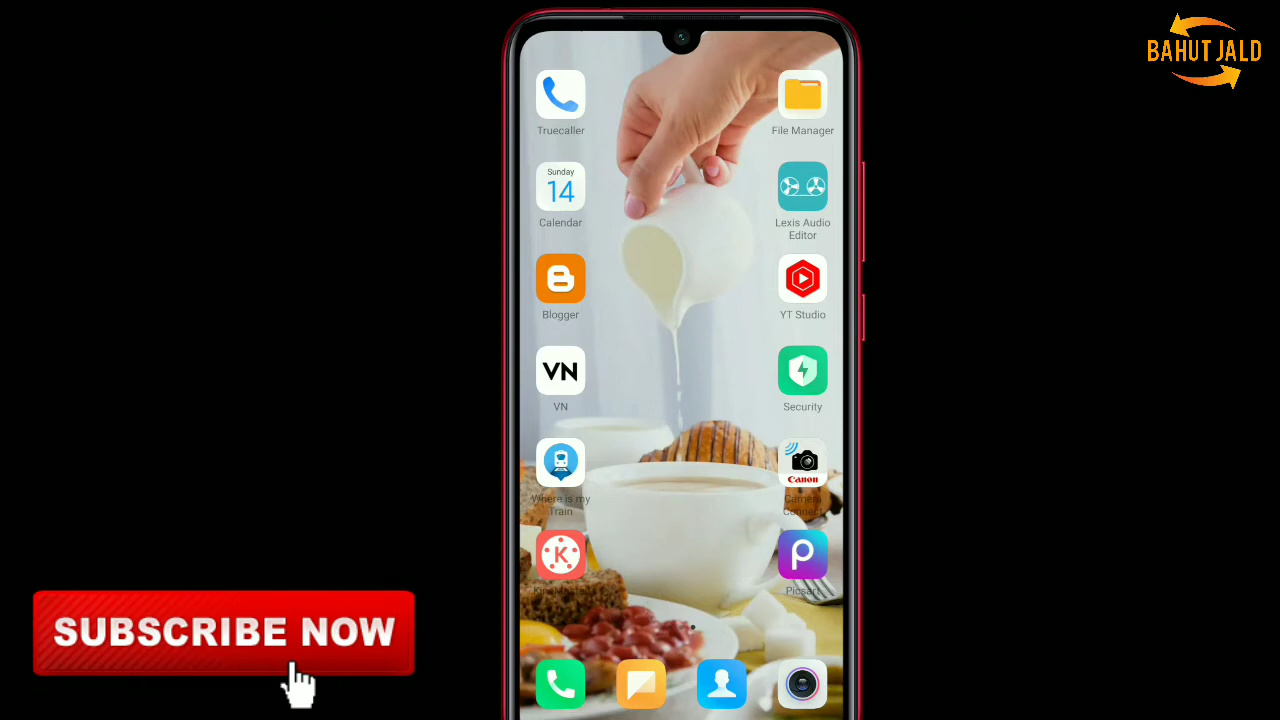 BAHUT JALD
Truecaller
File Manager
Sunday
14
Calendar
Lexis Audio
Editor
Blogger
YT Studio
VN
VN
Security
Canon
Where is my
Train
Camera
Connect
K
KineMaster
Picsart
SUBSCRIBE NOW